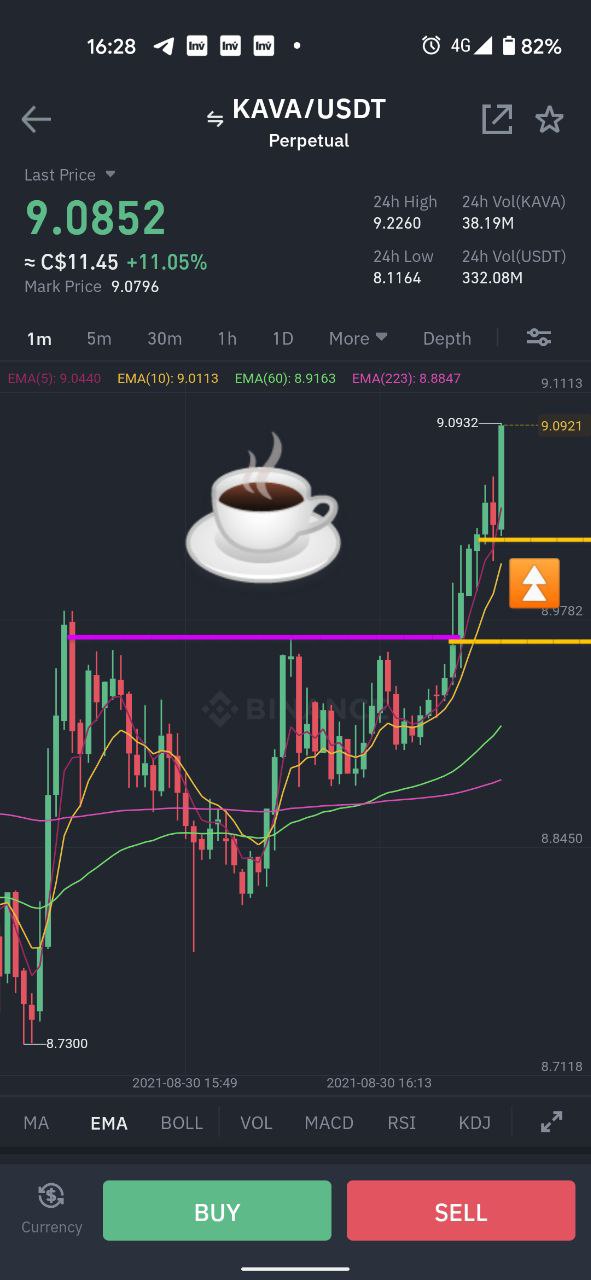 16:28
Inv Inv Inv
4G 82%
KAVA/USDT
Perpetual
Last Price
9.0852
≈ C$11.45 +11.05%
Mark Price 9.0796
24h High
9.2260
24h Vol(KAVA)
38.19M
24h Low
8.1164
24h Vol(USDT)
332.08M
1m 5m 30m 1h 1D More Depth
EMA(5): 9.0440 EMA(10): 9.0113 EMA(60): 8.9163 EMA(223): 8.8847
9.1113
9.0932
9.0921
8.9782
BINANCE
8.8450
8.7300
8.7118
2021-08-30 15:49 2021-08-30 16:13
MA EMA BOLL VOL MACD RSI KDJ
Currency
BUY
SELL